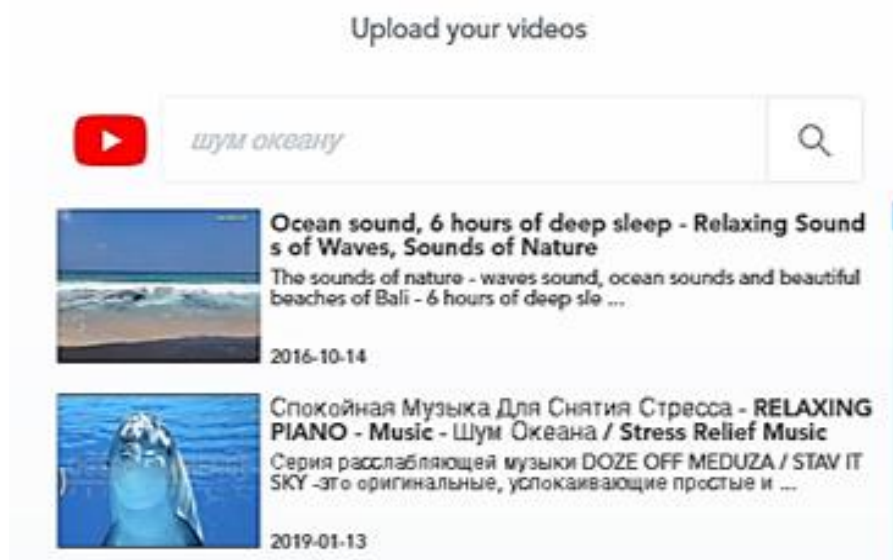 Upload your videos
шум океану
Ocean sound, 6 hours of deep sleep - Relaxing Sound
s of Waves, Sounds of Nature
The sounds of nature - waves sound, ocean sounds and beautiful
beaches of Bali - 6 hours of deep sle ...
2016-10-14
Спокойная Музыка Для Снятия Стресса - RELAXING
PIANO - Music - Шум Океана / Stress Relief Music
Серия расслабляющей музыки DOZE OFF MEDUZA / STAV IT
SKY -это оригинальные, успокаивающие простые и ...
2019-01-13